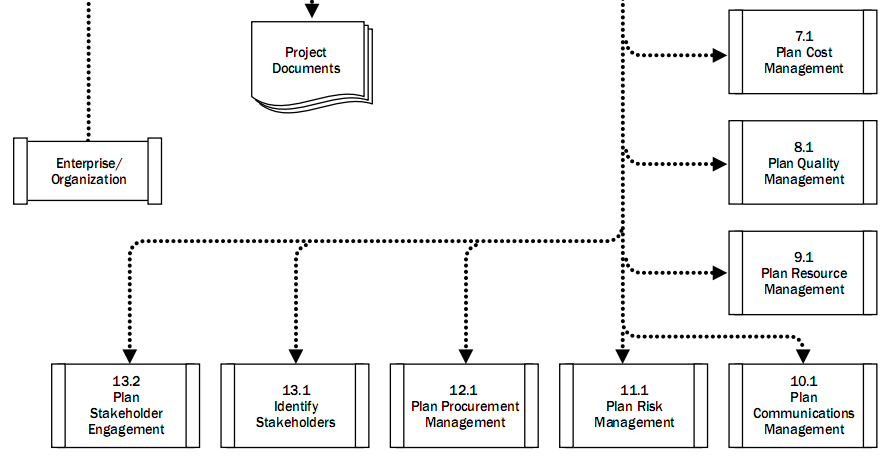 Project
Documents
7.1
Plan Cost
Management
Enterprise/
Organization
8.1
Plan Quality
Management
9.1
Plan Resource
Management
13.2
Plan
Stakeholder
Engagement
13.1
Identify
Stakeholders
12.1
Plan Procurement
Management
11.1
Plan Risk
Management
10.1
Plan
Communications
Management